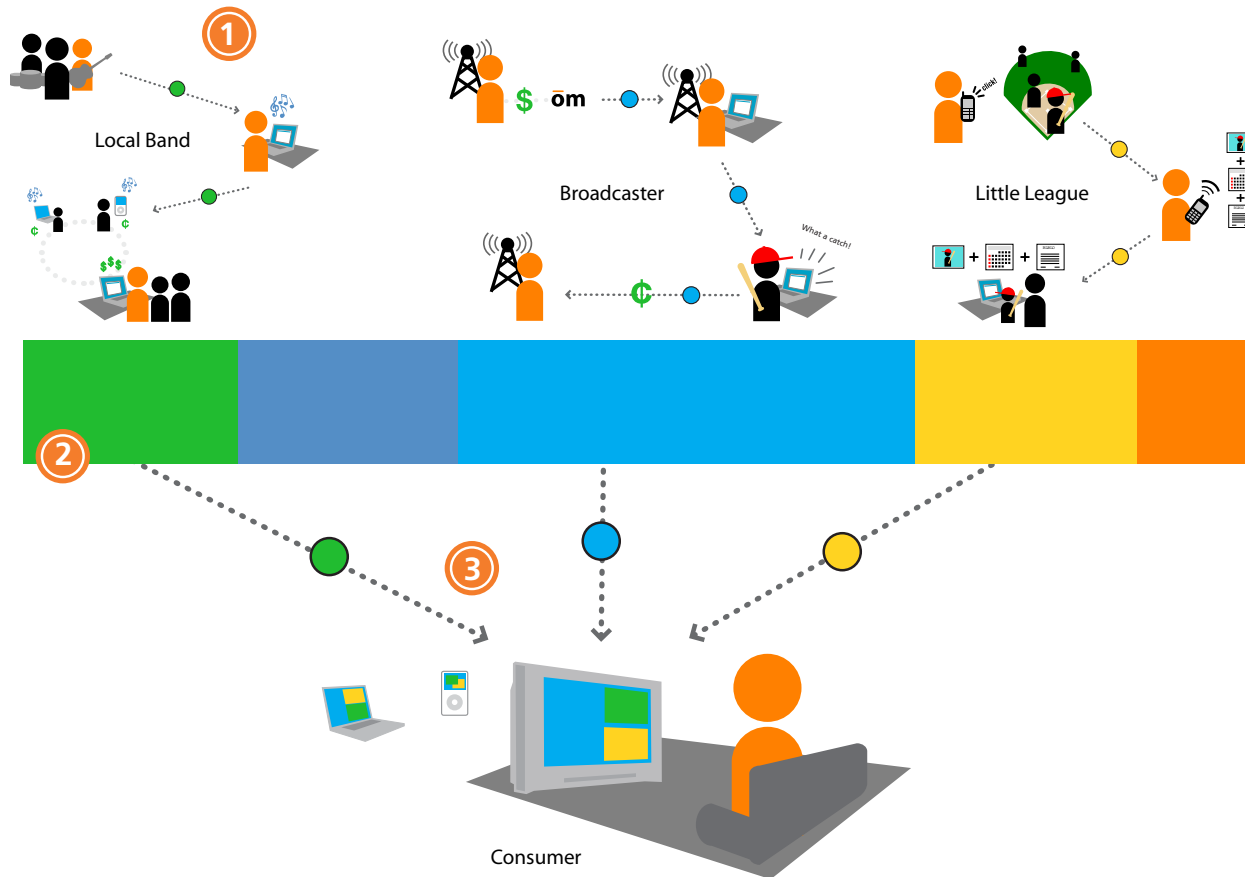 1
click!
$
ōm
Local Band
Broadcaster
Little League
¢
¢
$$$
What a catch!
¢
+
+
+
+
2
3
Consumer